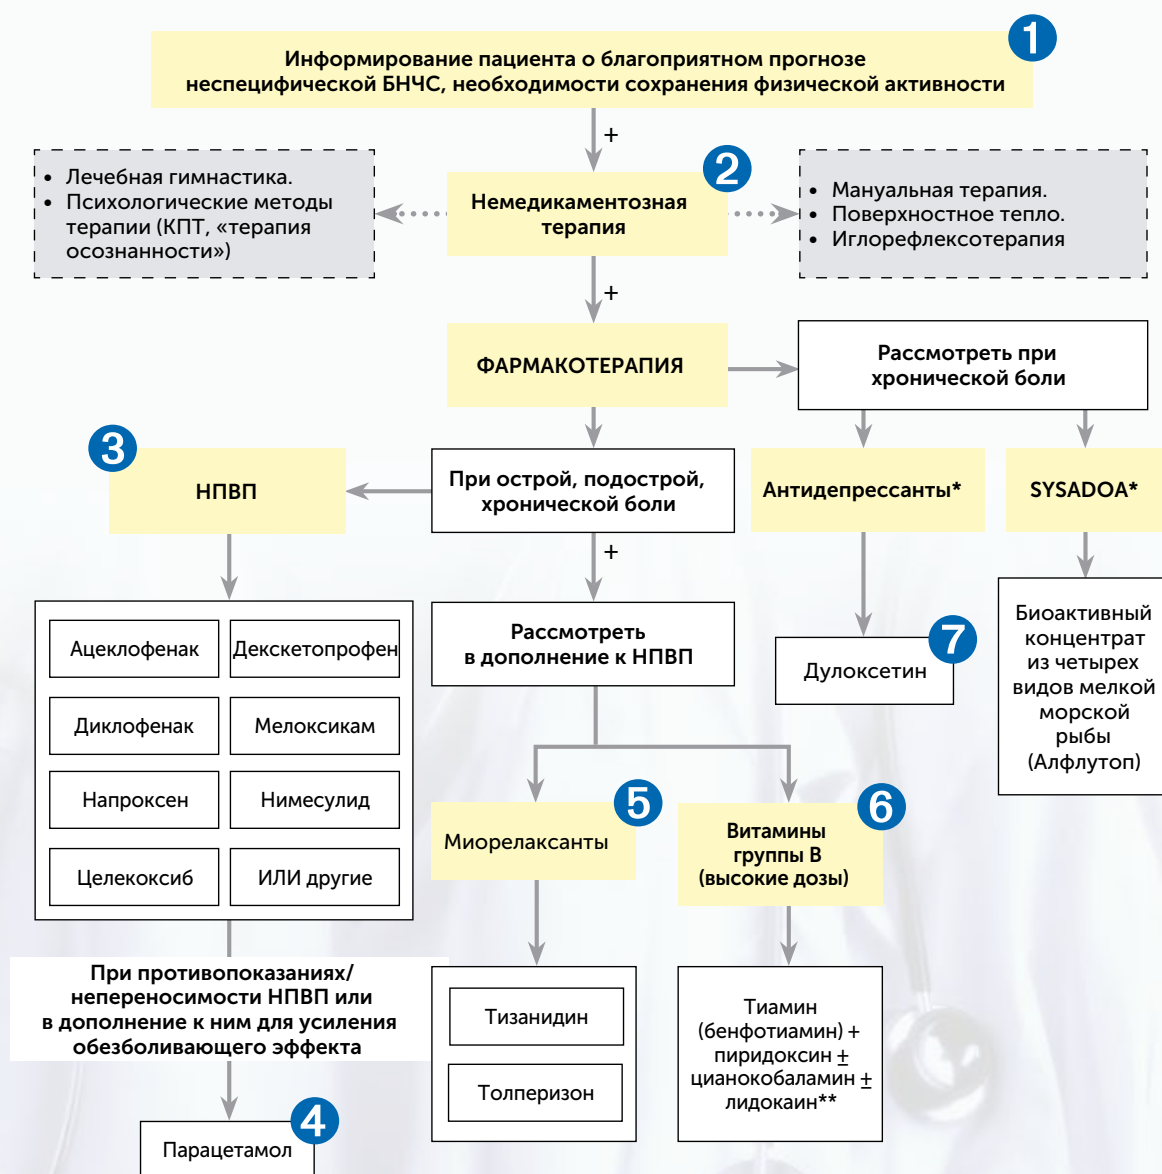 1
Информирование пациента о благоприятном прогнозе
неспецифической БНЧС, необходимости сохранения физической активности
+
• Лечебная гимнастика.
• Психологические методы
терапии (КПТ, «терапия
осознанности»)
2
Немедикаментозная
терапия
• Мануальная терапия.
• Поверхностное тепло.
• Иглорефлексотерапия
+
ФАРМАКОТЕРАПИЯ
Рассмотреть при
хронической боли
3
НПВП
При острой, подострой,
хронической боли
Антидепрессанты*
SYSADOA*
+
Ацеклофенак
Декскетопрофен
Диклофенак
Мелоксикам
Напроксен
Нимесулид
Целекоксиб
ИЛИ другие
Рассмотреть
в дополнение к НПВП
7
Дулоксетин
Биоактивный
концентрат
из четырех
видов мелкой
морской
рыбы
(Алфлутоп)
5
Миорелаксанты
6
Витамины
группы В
(высокие дозы)
При противопоказаниях/
непереносимости НПВП или
в дополнение к ним для усиления
обезболивающего эффекта
Тизанидин
Толперизон
Тиамин
(бенфотиамин) +
пиридоксин ±
цианокобаламин ±
лидокаин**
4
Парацетамол